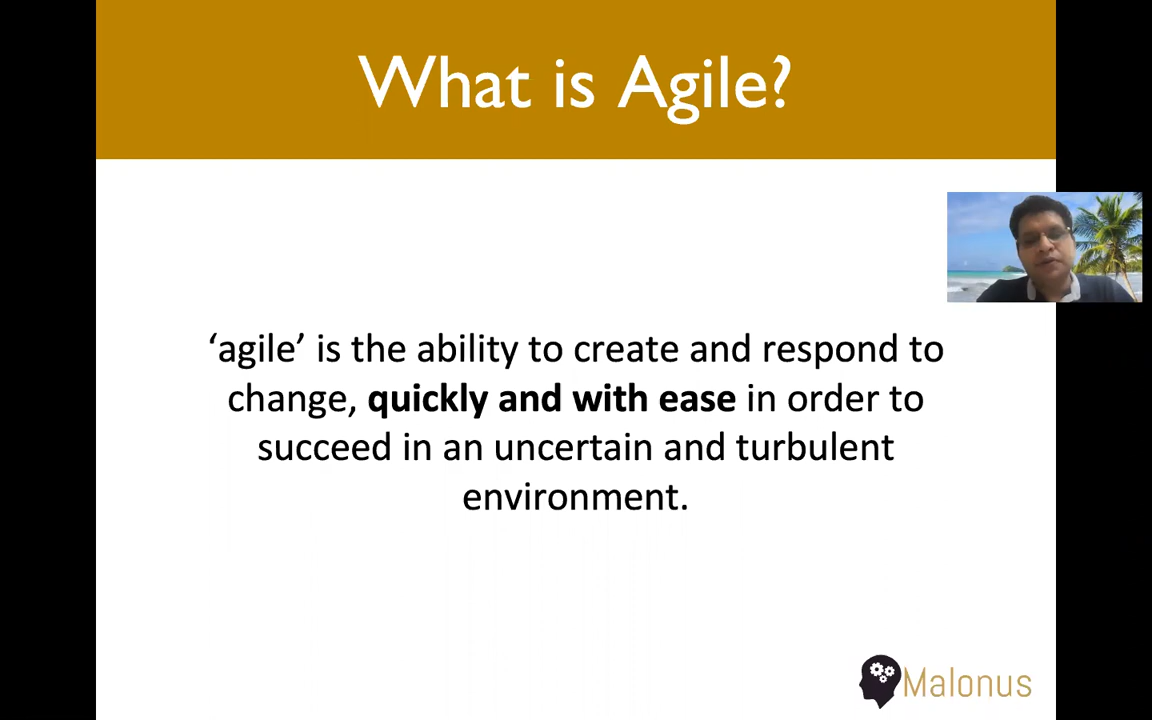 What is Agile?
‘agile’ is the ability to create and respond to
change, quickly and with ease in order to
succeed in an uncertain and turbulent
environment.
Malonus